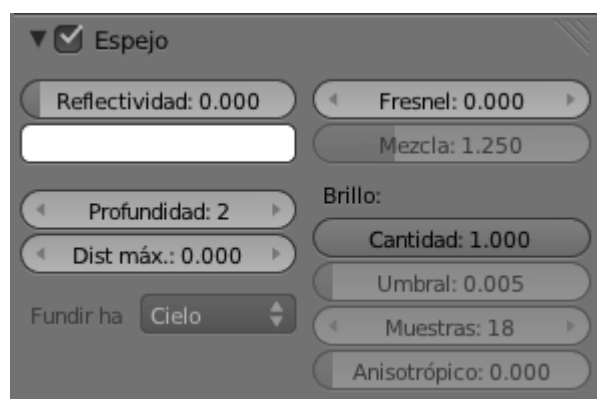 Espejo
Reflectividad: 0.000
Fresnel: 0.000
Mezcla: 1.250
Profundidad: 2
Dist máx.: 0.000
Fundir ha
Cielo
Brillo:
Cantidad: 1.000
Umbral: 0.005
Muestras: 18
Anisotrópico: 0.000